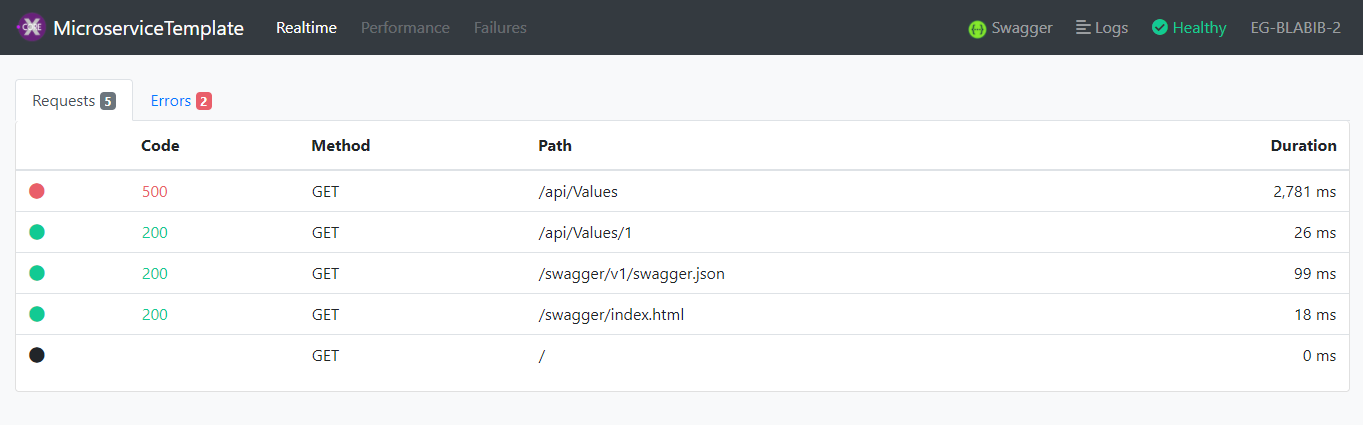 CORE X MicroserviceTemplate Realtime Performance Failures Swagger Logs Healthy EG-BLABIB-2
Requests 5 Errors 2
Code Method Path Duration
500 GET /api/Values 2,781 ms
200 GET /api/Values/1 26 ms
200 GET /swagger/v1/swagger.json 99 ms
200 GET /swagger/index.html 18 ms
GET / 0 ms